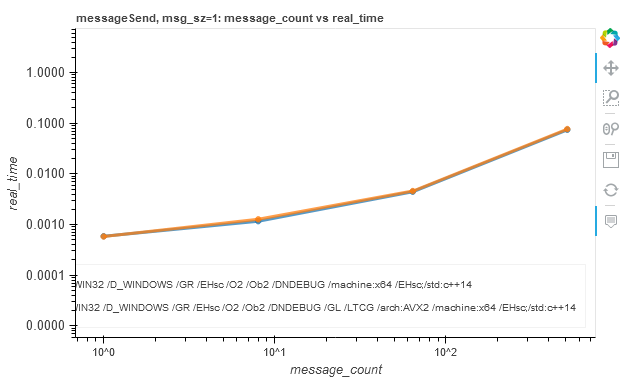 messageSend, msg_sz=1: message_count vs real_time
1.0000
0.1000
0.0100
0.0010
0.0001
0.0000
real_time
WIN32 /D_WINDOWS /GR /EHsc /O2 /Ob2 /DNDEBUG /machine:x64 /EHsc;/std:c++14
WIN32 /D_WINDOWS /GR /EHsc /O2 /Ob2 /DNDEBUG /GL /LTCG /arch:AVX2 /machine:x64 /EHsc;/std:c++14
10^0 10^1 10^2
message_count